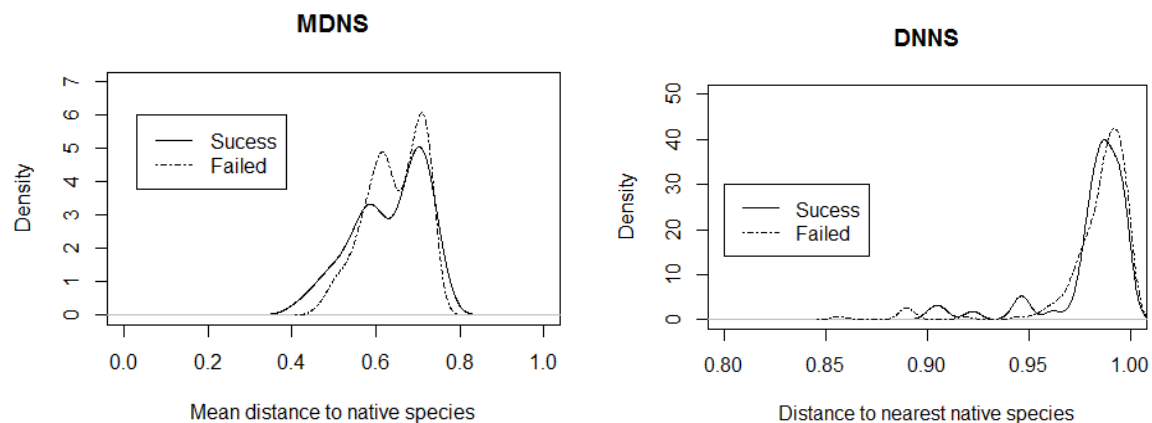 MDNS
7
6
5
4
3
2
1
0
Density
Sucess
Failed
0.0 0.2 0.4 0.6 0.8 1.0
Mean distance to native species
DNNS
50
40
30
20
10
0
Density
Sucess
Failed
0.80 0.85 0.90 0.95 1.00
Distance to nearest native species